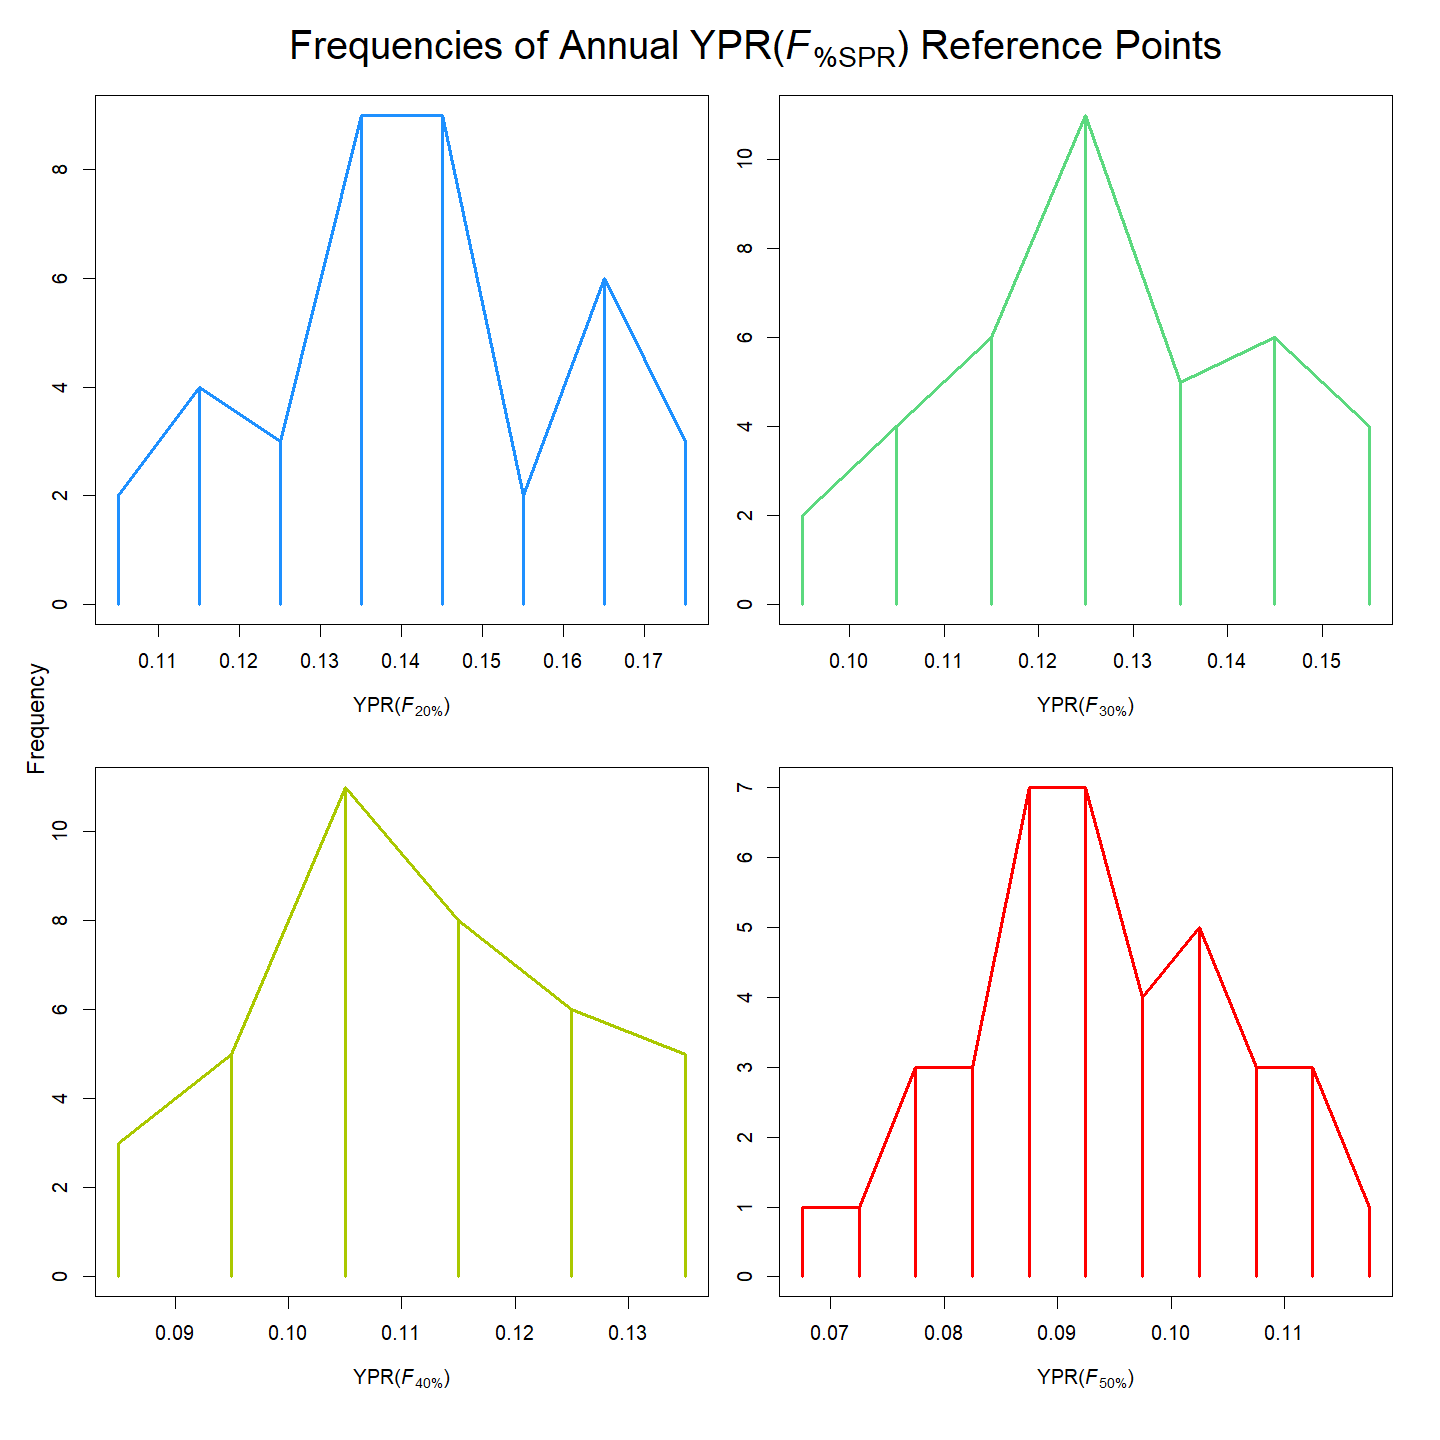 Frequencies of Annual YPR(F%SPR) Reference Points
Frequency
0 2 4 6 8
0.11 0.12 0.13 0.14 0.15 0.16 0.17
YPR(F20%)
0 2 4 6 8 10
0.10 0.11 0.12 0.13 0.14 0.15
YPR(F30%)
0 2 4 6 8 10
0.09 0.10 0.11 0.12 0.13
YPR(F40%)
0 1 2 3 4 5 6 7
0.07 0.08 0.09 0.10 0.11
YPR(F50%)